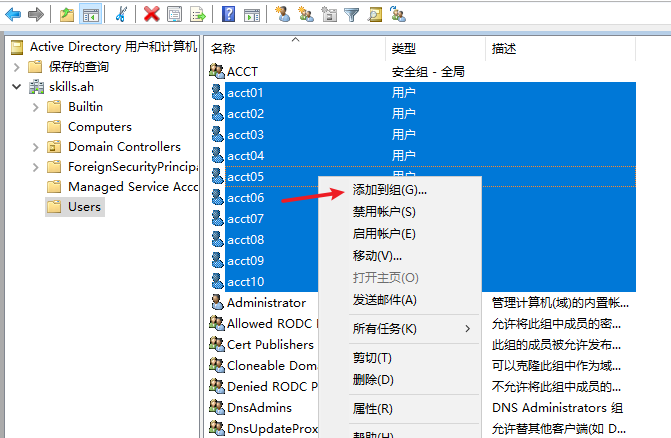 Active Directory 用户和计算机
保存的查询
skills.ah
Builtin
Computers
Domain Controllers
ForeignSecurityPrincipa
Managed Service Acco
Users
名称 类型 描述
ACCT 安全组 - 全局
acct01 用户
acct02 用户
acct03 用户
acct04 用户
acct05 用户
acct06
acct07
acct08
acct09
acct10
Administrator 管理计算机(域)的内置帐...
Allowed RODC 允许将此组中成员的密...
Cert Publishers 此组的成员被允许发布...
Cloneable Doma 可以克隆此组中作为域...
Denied RODC P 不允许将此组中成员的...
DnsAdmins DNS Administrators 组
DnsUpdateProx 允许替其他客户端(如 D
添加到组(G)...
禁用帐户(S)
启用帐户(E)
移动(V)...
打开主页(O)
发送邮件(A)
所有任务(K)
剪切(T)
删除(D)
属性(R)
帮助(H)